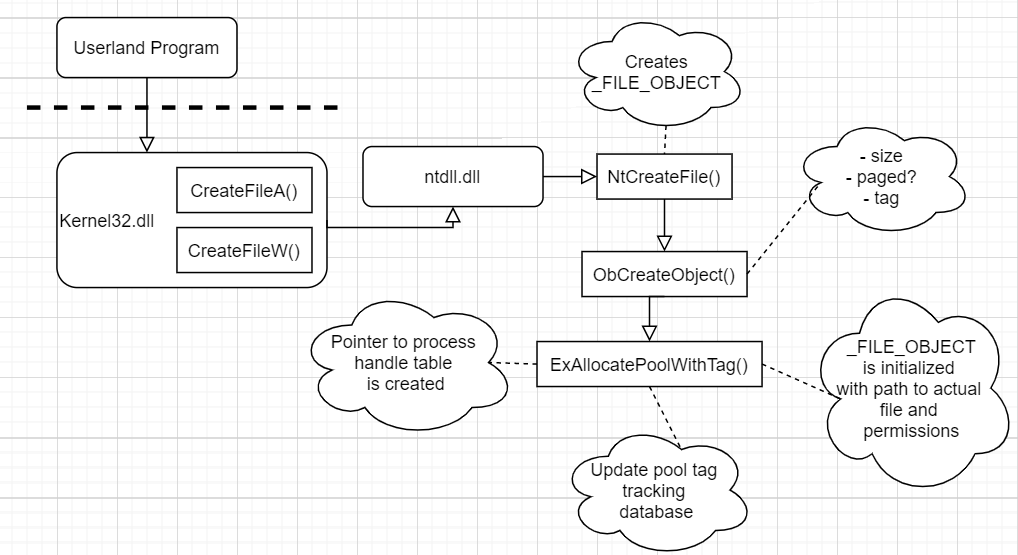 Userland Program
Kernel32.dll
CreateFileA()
CreateFileW()
ntdll.dll
Creates
_FILE_OBJECT
NtCreateFile()
- size
- paged?
- tag
ObCreateObject()
Pointer to process
handle table
is created
ExAllocatePoolWithTag()
_FILE_OBJECT
is initialized
with path to actual
file and
permissions
Update pool tag
tracking
database